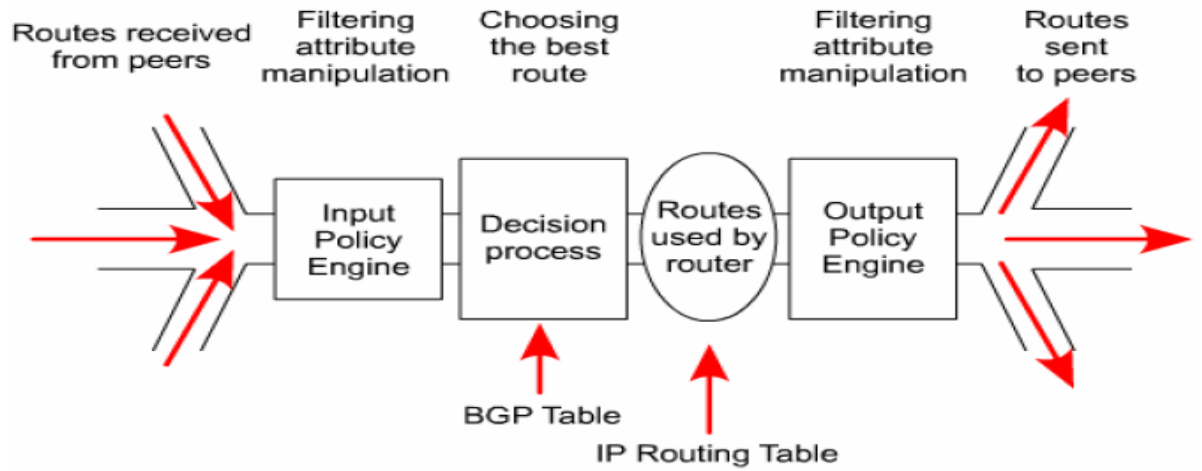 Routes received
from peers
Filtering
attribute
manipulation
Choosing
the best
route
Filtering
attribute
manipulation
Routes
sent
to peers
Input
Policy
Engine
Decision
process
Routes
used by
router
Output
Policy
Engine
BGP Table
IP Routing Table